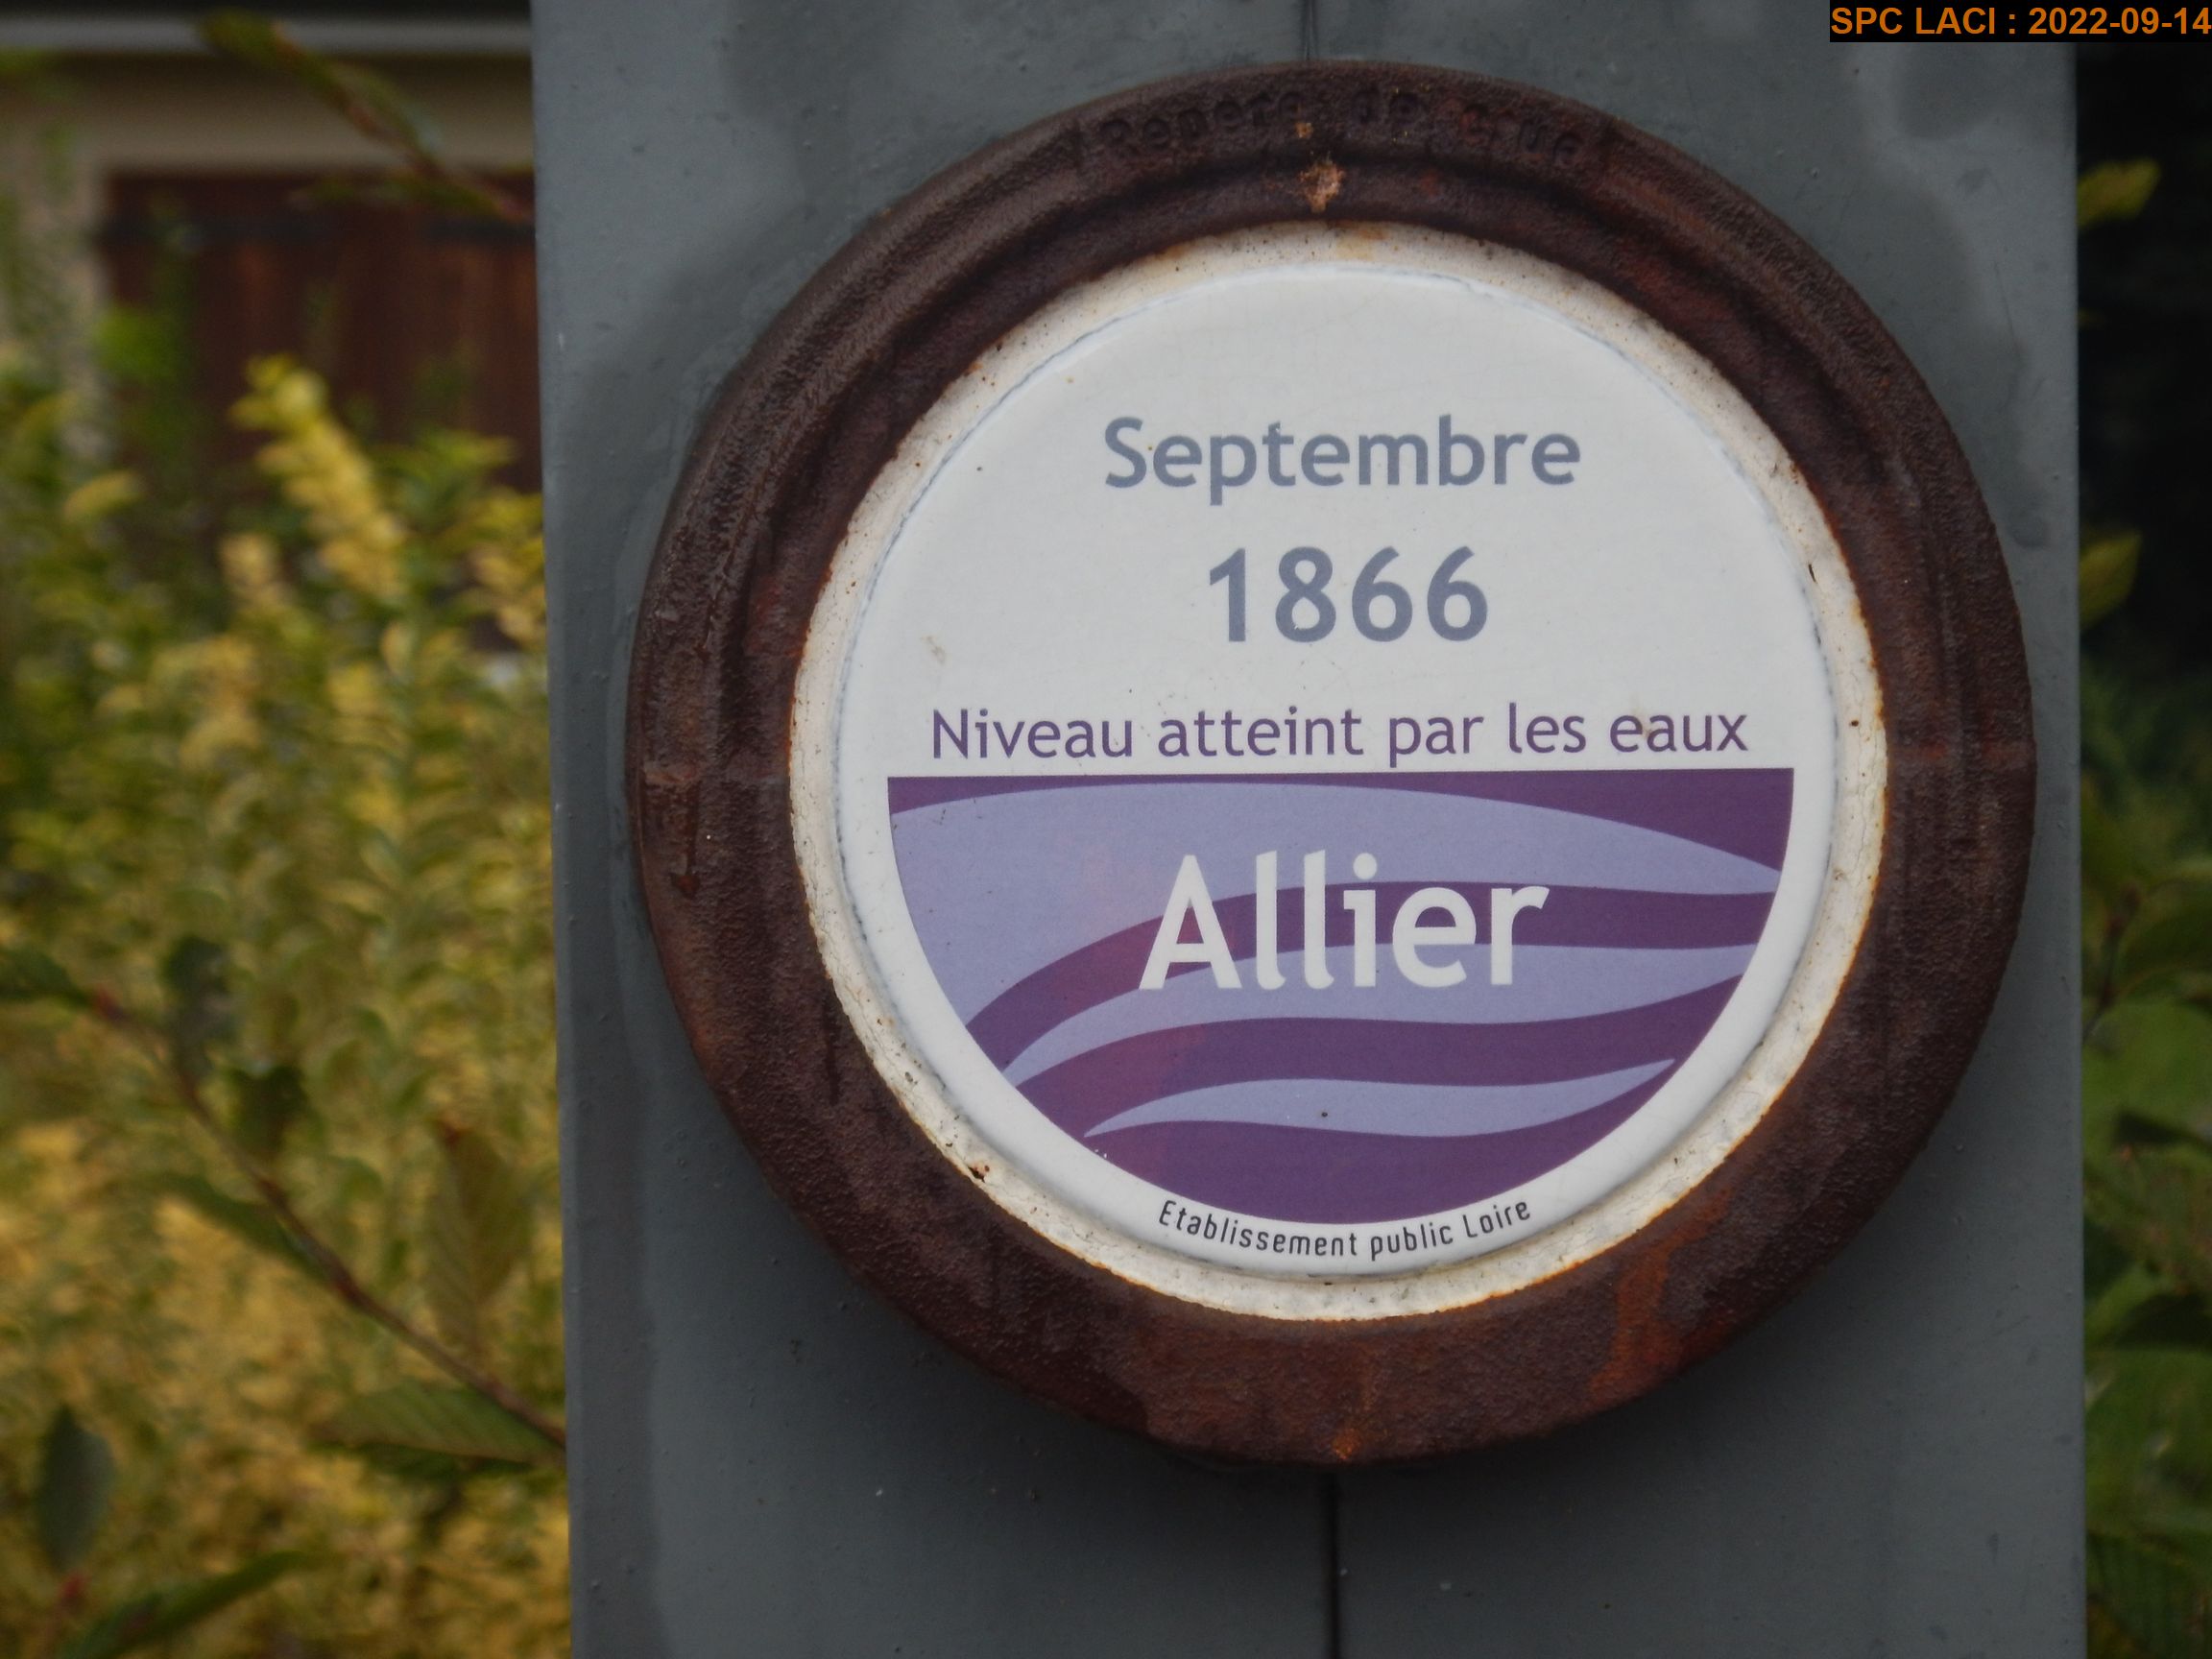 SPC LACI : 2022-09-14
Repère de crue
Septembre
1866
Niveau atteint par les eaux
Allier
Etablissement public Loire